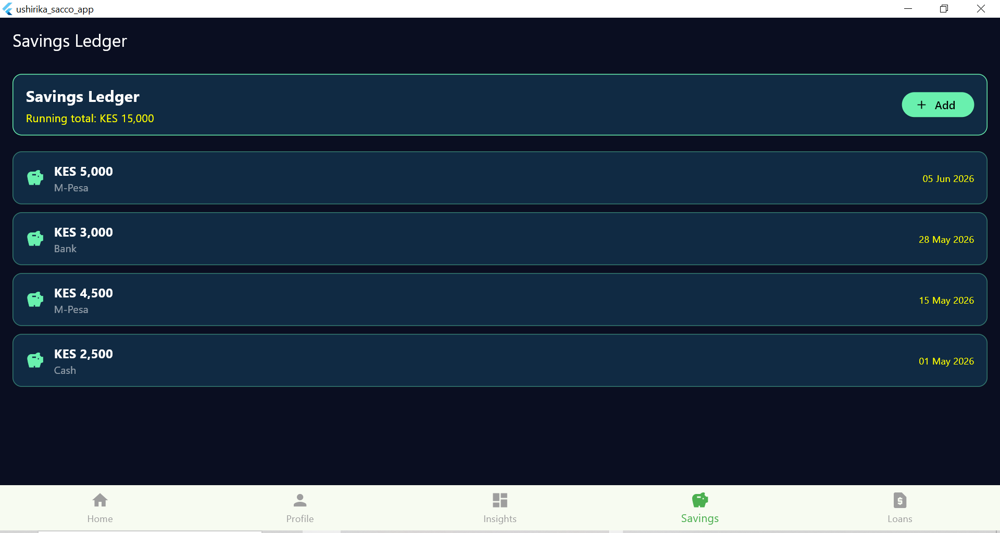 ushirika_sacco_app
Savings Ledger
Savings Ledger
Running total: KES 15,000
+ Add
KES 5,000
M-Pesa
05 Jun 2026
KES 3,000
Bank
28 May 2026
KES 4,500
M-Pesa
15 May 2026
KES 2,500
Cash
01 May 2026
Home
Profile
Insights
Savings
Loans